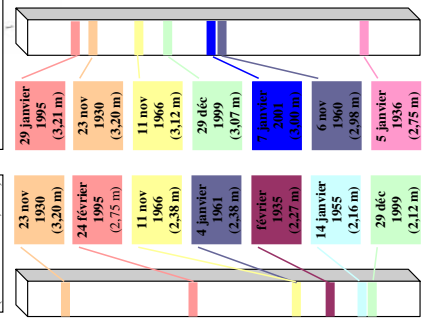 29 janvier
1995
(3,21 m)
23 nov
1930
(3,20 m)
11 nov
1966
(3,12 m)
29 déc
1999
(3,07 m)
7 janvier
2001
(3,00 m)
6 nov
1960
(2,98 m)
5 janvier
1936
(2,75 m)
23 nov
1930
(3,20 m)
24 février
1995
(2,75 m)
11 nov
1966
(2,38 m)
4 janvier
1961
(2,38 m)
février
1935
(2,27 m)
14 janvier
1955
(2,16 m)
29 déc
1999
(2,12 m)